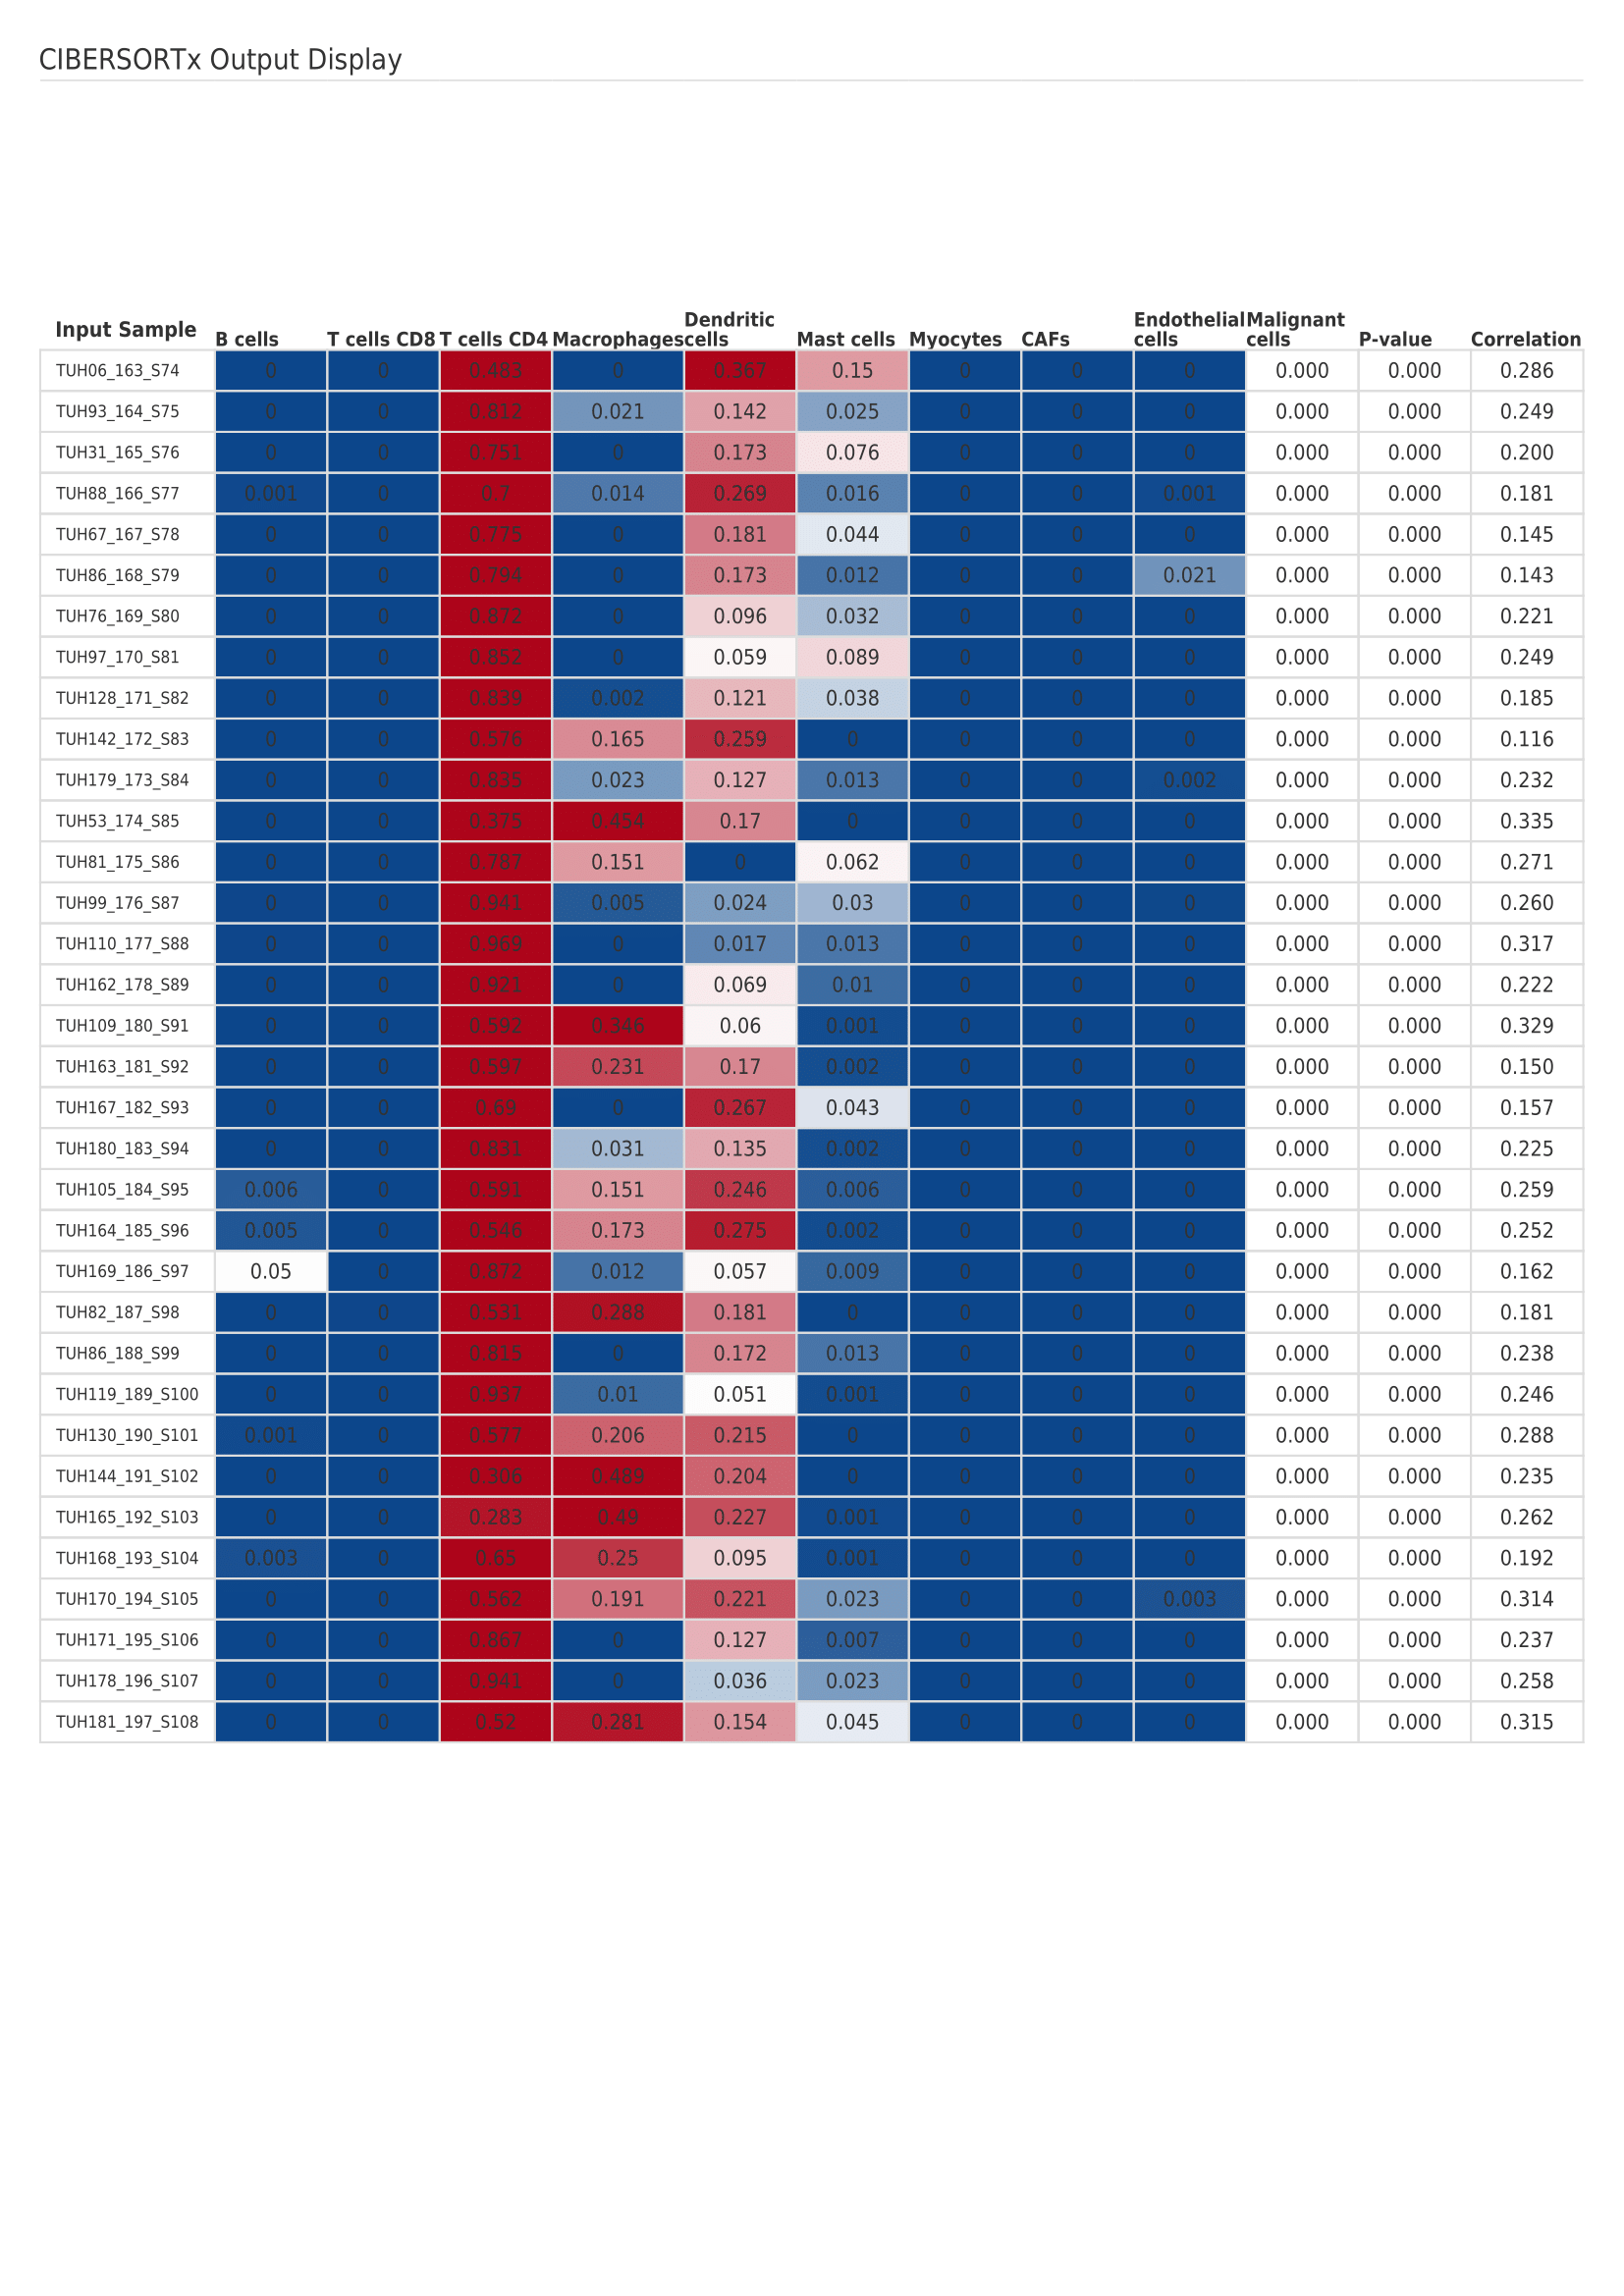 CIBERSORTx Output Display
Input Sample B cells T cells CD8 T cells CD4 Macrophages Dendritic cells Mast cells Myocytes CAFs Endothelial cells Malignant cells P-value Correlation
TUH06_163_S74 0 0 0.483 0 0.367 0.15 0 0 0 0.000 0.000 0.286
TUH93_164_S75 0 0 0.812 0.021 0.142 0.025 0 0 0 0.000 0.000 0.249
TUH31_165_S76 0 0 0.751 0 0.173 0.076 0 0 0 0.000 0.000 0.200
TUH88_166_S77 0.001 0 0.7 0.014 0.269 0.016 0 0 0.001 0.000 0.000 0.181
TUH67_167_S78 0 0 0.775 0 0.181 0.044 0 0 0 0.000 0.000 0.145
TUH86_168_S79 0 0 0.794 0 0.173 0.012 0 0 0.021 0.000 0.000 0.143
TUH76_169_S80 0 0 0.872 0 0.096 0.032 0 0 0 0.000 0.000 0.221
TUH97_170_S81 0 0 0.852 0 0.059 0.089 0 0 0 0.000 0.000 0.249
TUH128_171_S82 0 0 0.839 0.002 0.121 0.038 0 0 0 0.000 0.000 0.185
TUH142_172_S83 0 0 0.576 0.165 0.259 0 0 0 0 0.000 0.000 0.116
TUH179_173_S84 0 0 0.835 0.023 0.127 0.013 0 0 0.002 0.000 0.000 0.232
TUH53_174_S85 0 0 0.375 0.454 0.17 0 0 0 0 0.000 0.000 0.335
TUH81_175_S86 0 0 0.787 0.151 0 0.062 0 0 0 0.000 0.000 0.271
TUH99_176_S87 0 0 0.941 0.005 0.024 0.03 0 0 0 0.000 0.000 0.260
TUH110_177_S88 0 0 0.969 0 0.017 0.013 0 0 0 0.000 0.000 0.317
TUH162_178_S89 0 0 0.921 0 0.069 0.01 0 0 0 0.000 0.000 0.222
TUH109_180_S91 0 0 0.592 0.346 0.06 0.001 0 0 0 0.000 0.000 0.329
TUH163_181_S92 0 0 0.597 0.231 0.17 0.002 0 0 0 0.000 0.000 0.150
TUH167_182_S93 0 0 0.69 0 0.267 0.043 0 0 0 0.000 0.000 0.157
TUH180_183_S94 0 0 0.831 0.031 0.135 0.002 0 0 0 0.000 0.000 0.225
TUH105_184_S95 0.006 0 0.591 0.151 0.246 0.006 0 0 0 0.000 0.000 0.259
TUH164_185_S96 0.005 0 0.546 0.173 0.275 0.002 0 0 0 0.000 0.000 0.252
TUH169_186_S97 0.05 0 0.872 0.012 0.057 0.009 0 0 0 0.000 0.000 0.162
TUH82_187_S98 0 0 0.531 0.288 0.181 0 0 0 0 0.000 0.000 0.181
TUH86_188_S99 0 0 0.815 0 0.172 0.013 0 0 0 0.000 0.000 0.238
TUH119_189_S100 0 0 0.937 0.01 0.051 0.001 0 0 0 0.000 0.000 0.246
TUH130_190_S101 0.001 0 0.577 0.206 0.215 0 0 0 0 0.000 0.000 0.288
TUH144_191_S102 0 0 0.306 0.489 0.204 0 0 0 0 0.000 0.000 0.235
TUH165_192_S103 0 0 0.283 0.49 0.227 0.001 0 0 0 0.000 0.000 0.262
TUH168_193_S104 0.003 0 0.65 0.25 0.095 0.001 0 0 0 0.000 0.000 0.192
TUH170_194_S105 0 0 0.562 0.191 0.221 0.023 0 0 0.003 0.000 0.000 0.314
TUH171_195_S106 0 0 0.867 0 0.127 0.007 0 0 0 0.000 0.000 0.237
TUH178_196_S107 0 0 0.941 0 0.036 0.023 0 0 0 0.000 0.000 0.258
TUH181_197_S108 0 0 0.52 0.281 0.154 0.045 0 0 0 0.000 0.000 0.315